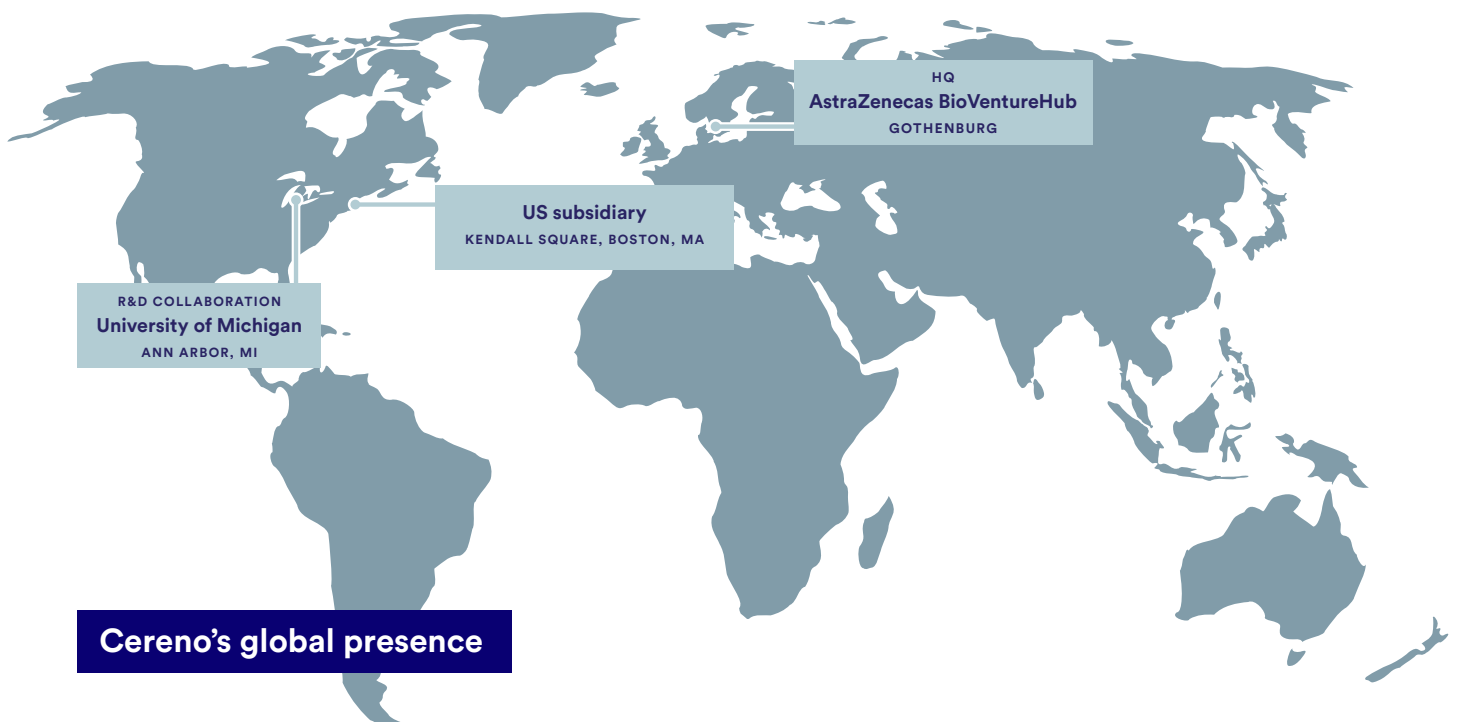 HQ
AstraZenecas BioVentureHub
GOTHENBURG
US subsidiary
KENDALL SQUARE, BOSTON, MA
R&D COLLABORATION
University of Michigan
ANN ARBOR, MI
Cereno’s global presence